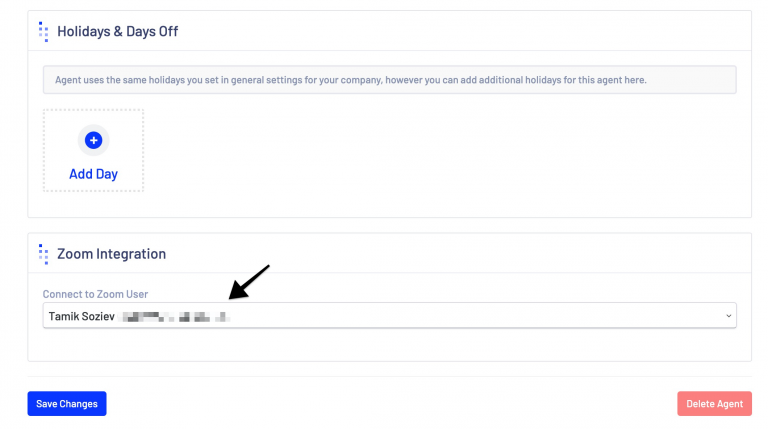 Holidays & Days Off
Agent uses the same holidays you set in general settings for your company, however you can add additional holidays for this agent here.
Add Day
Zoom Integration
Connect to Zoom User
Tamik Soziev
Save Changes
Delete Agent